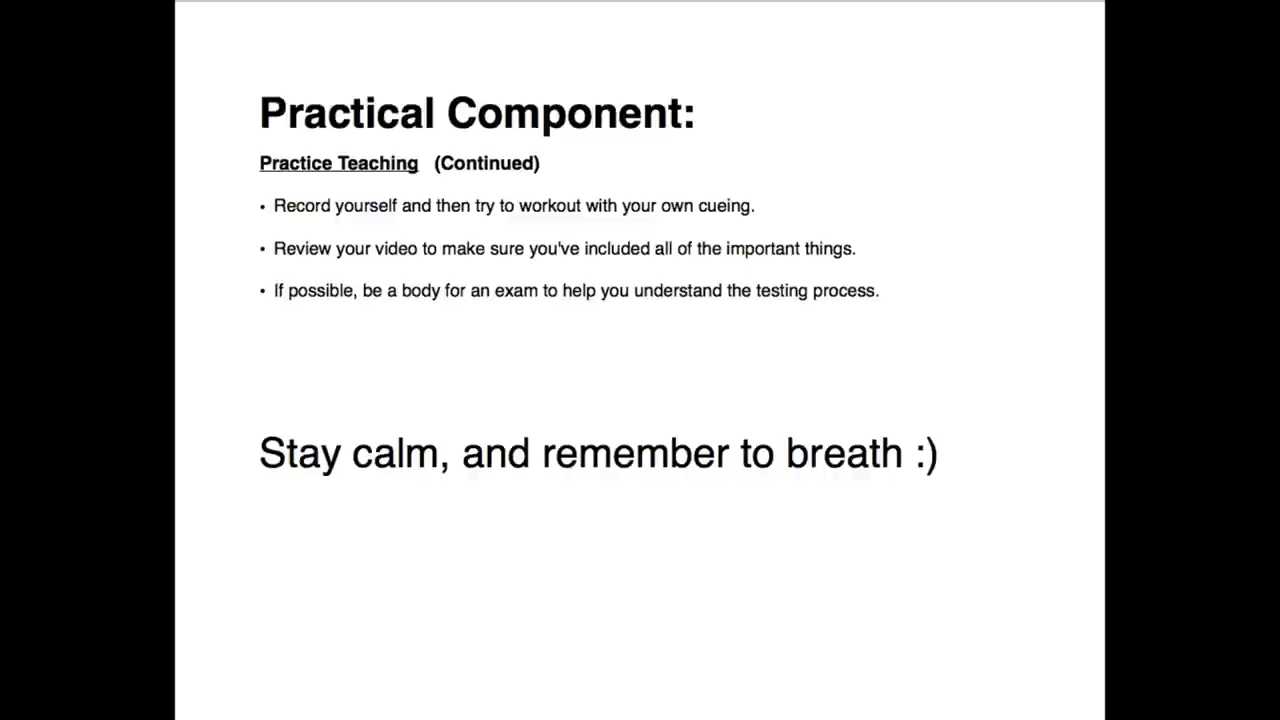 Practical Component:
Practice Teaching (Continued)
• Record yourself and then try to workout with your own cueing.
• Review your video to make sure you've included all of the important things.
• If possible, be a body for an exam to help you understand the testing process.
Stay calm, and remember to breath :)